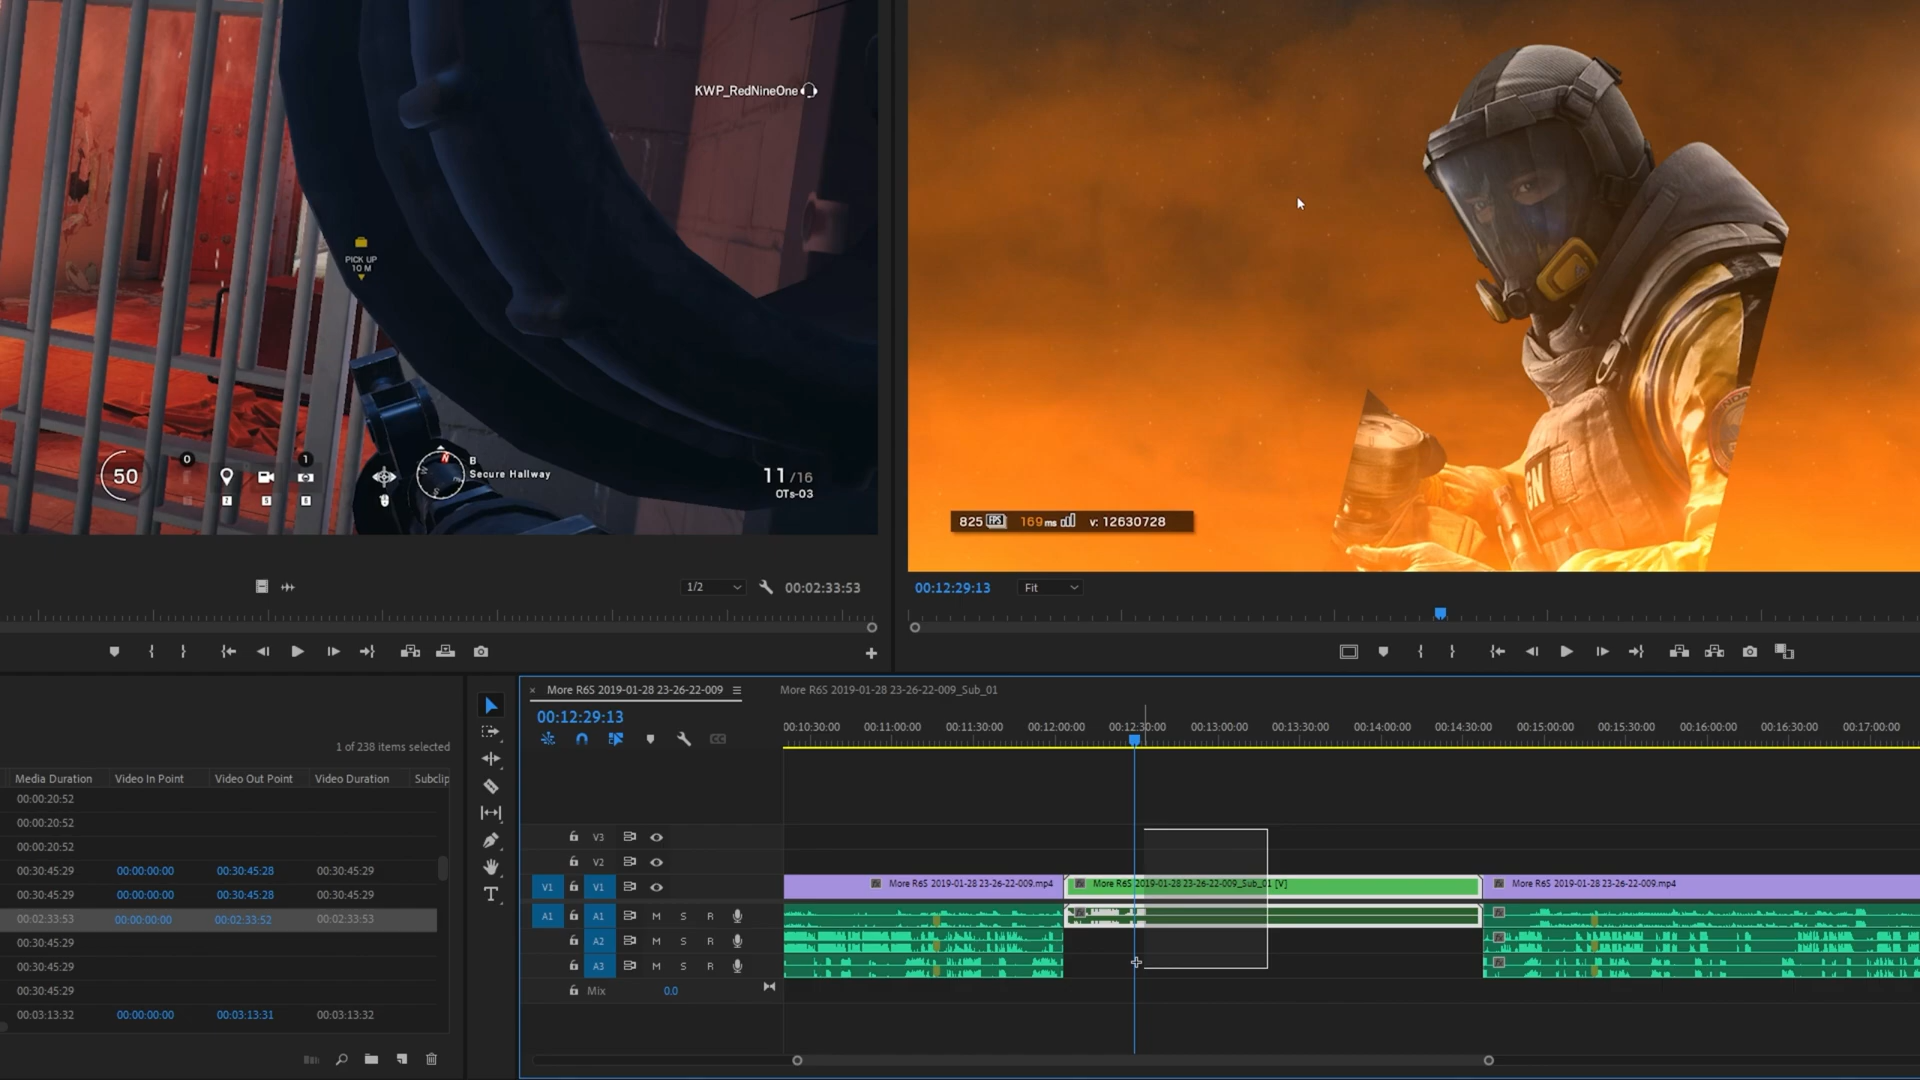 KWP_RedNineOne
PICK UP
10 M
50
0
1
2
5
6
N
B
Secure Hallway
11/16
OTs-03
GN
825 FPS 169ms v: 12630728
1/2
00:02:33:53
00:12:29:13
Fit
1 of 238 items selected
Media Duration Video In Point Video Out Point Video Duration Subclip
00:00:20:52
00:00:20:52
00:00:20:52
00:30:45:29 00:00:00:00 00:30:45:28 00:30:45:29
00:30:45:29 00:00:00:00 00:30:45:28 00:30:45:29
00:02:33:53 00:00:00:00 00:02:33:52 00:02:33:53
00:30:45:29
00:30:45:29
00:30:45:29
00:03:13:32 00:00:00:00 00:03:13:31 00:03:13:32
× More R6S 2019-01-28 23-26-22-009
More R6S 2019-01-28 23-26-22-009_Sub_01
00:12:29:13
00:10:30:00 00:11:00:00 00:11:30:00 00:12:00:00 00:12:30:00 00:13:00:00 00:13:30:00 00:14:00:00 00:14:30:00 00:15:00:00 00:15:30:00 00:16:00:00 00:16:30:00 00:17:00:00
V3
V2
V1 V1
fx More R6S 2019-01-28 23-26-22-009.mp4
fx More R6S 2019-01-28 23-26-22-009_Sub_01 [V]
fx More R6S 2019-01-28 23-26-22-009.mp4
A1 A1 M S R
A2 M S R
A3 M S R
Mix 0.0